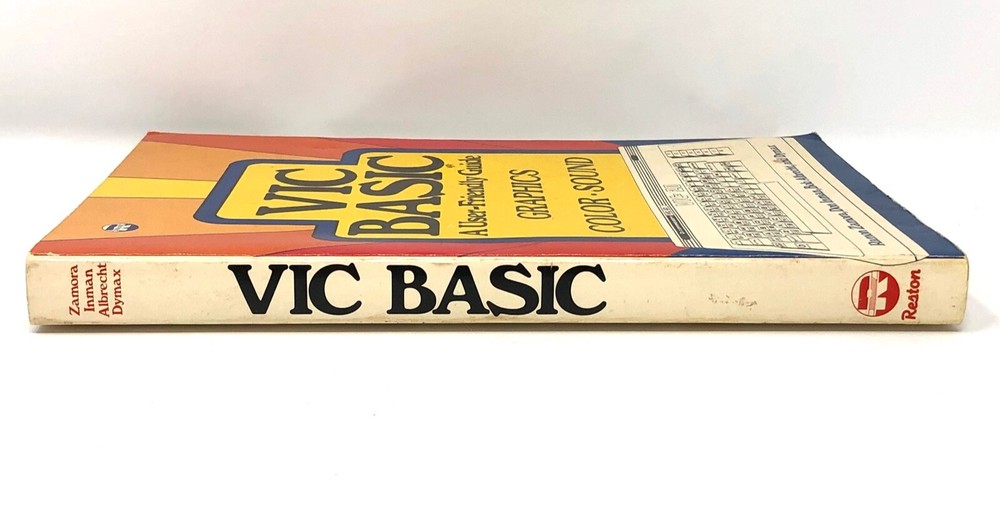 VIC
BASIC
A User-Friendly Guide
GRAPHICS
COLOR • SOUND
Zamora
Inman
Albrecht
Dymax
VIC BASIC
R
Reston